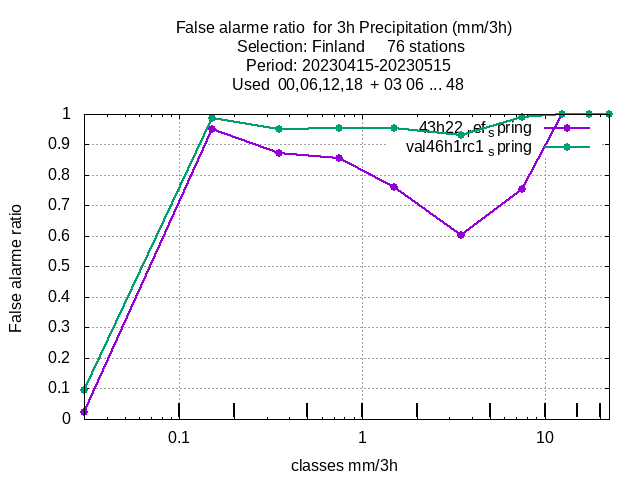 False alarme ratio  for 3h Precipitation (mm/3h)
Selection: Finland     76 stations
Period: 20230415-20230515
Used  00,06,12,18  + 03 06 ... 48
43h22_ref_spring
val46h1rc1_spring
1
0.9
0.8
0.7
0.6
0.5
0.4
0.3
0.2
0.1
0
False alarme ratio
0.1 1 10
classes mm/3h